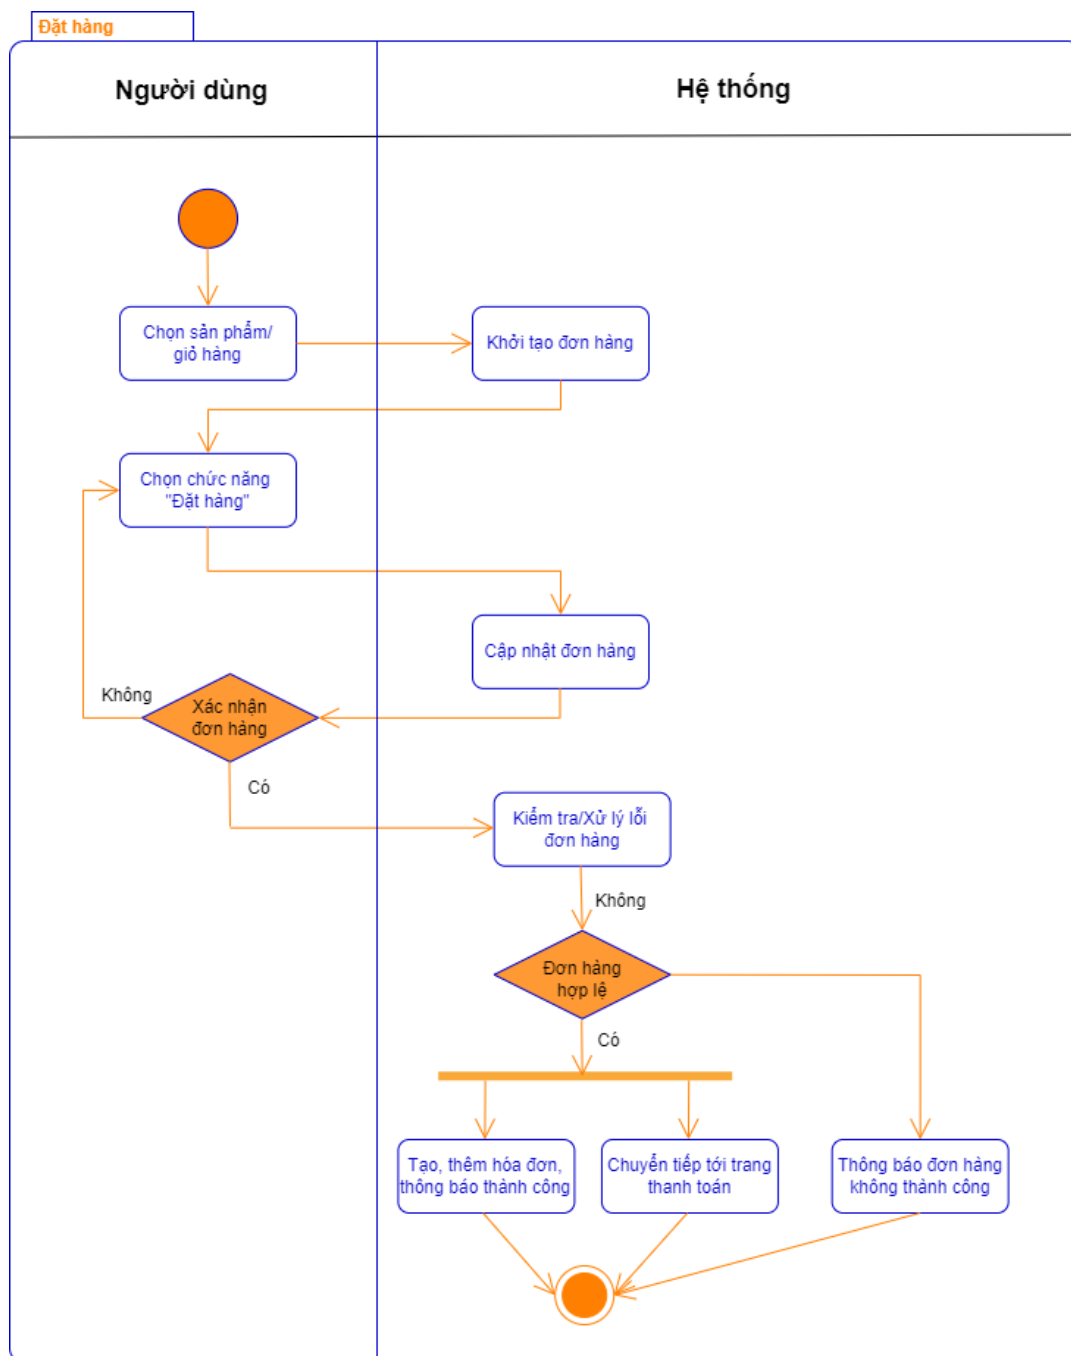 Đặt hàng
Người dùng
Hệ thống
Chọn sản phẩm/
giỏ hàng
Khởi tạo đơn hàng
Chọn chức năng
"Đặt hàng"
Cập nhật đơn hàng
Không
Xác nhận
đơn hàng
Có
Kiểm tra/Xử lý lỗi
đơn hàng
Không
Đơn hàng
hợp lệ
Có
Tạo, thêm hóa đơn,
thông báo thành công
Chuyển tiếp tới trang
thanh toán
Thông báo đơn hàng
không thành công